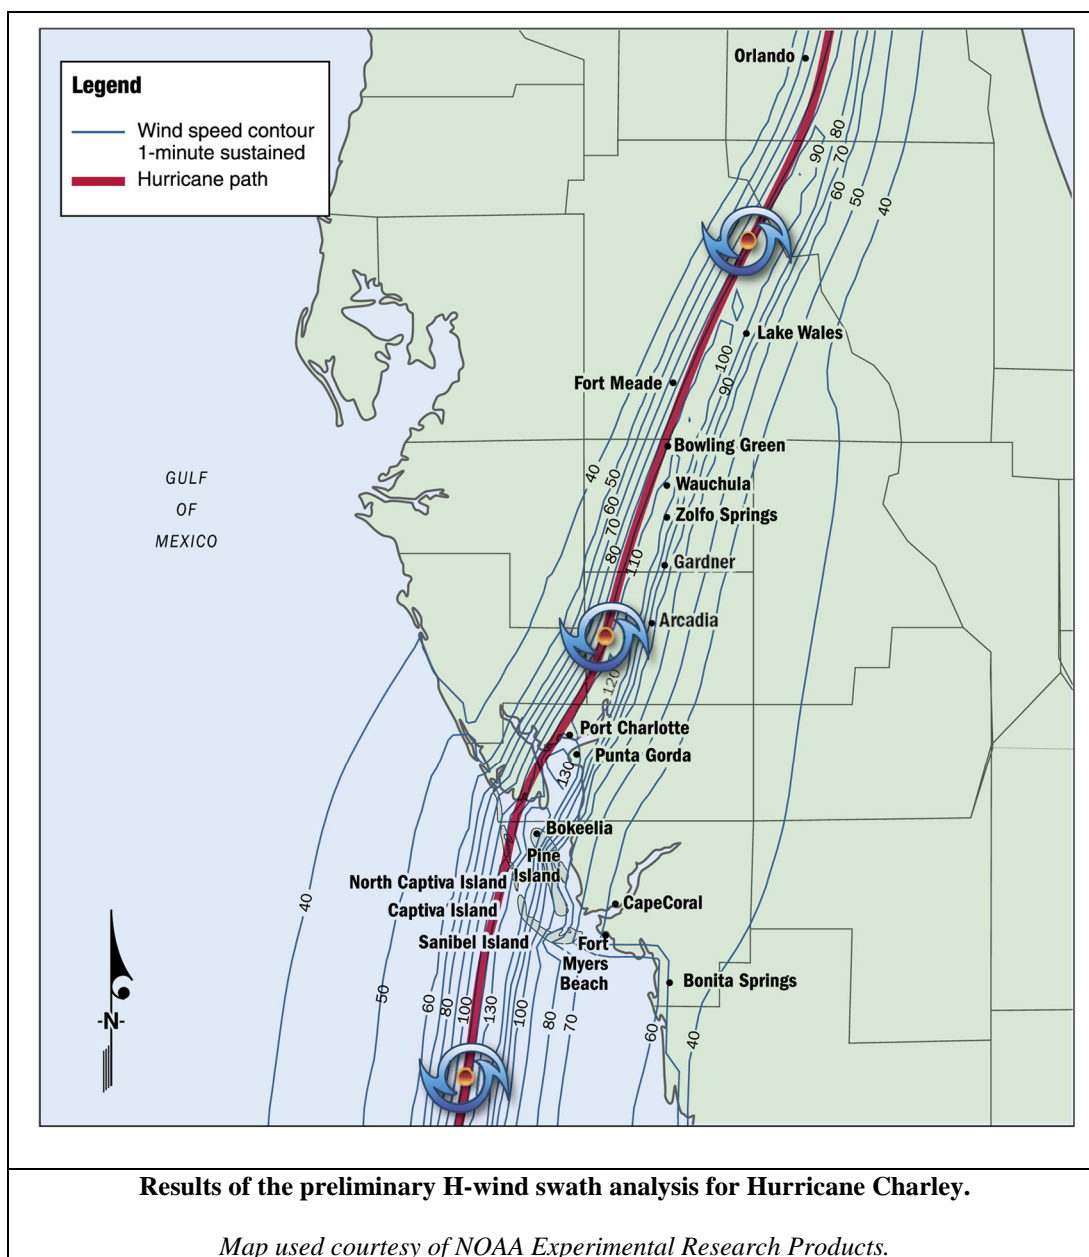 Legend
Wind speed contour
1-minute sustained
Hurricane path
Orlando
80
90
70
60
50
40
Lake Wales
100
90
Fort Meade
Bowling Green
GULF
OF
MEXICO
40
50
60
70
80
110
Wauchula
Zolfo Springs
Gardner
Arcadia
120
Port Charlotte
Punta Gorda
130
Bokeelia
Pine
Island
North Captiva Island
Captiva Island
Sanibel Island
CapeCoral
Fort
Myers
Beach
Bonita Springs
40
50
60
80
100
130
100
80
70
60
40
-N-
Results of the preliminary H-wind swath analysis for Hurricane Charley.
Map used courtesy of NOAA Experimental Research Products.